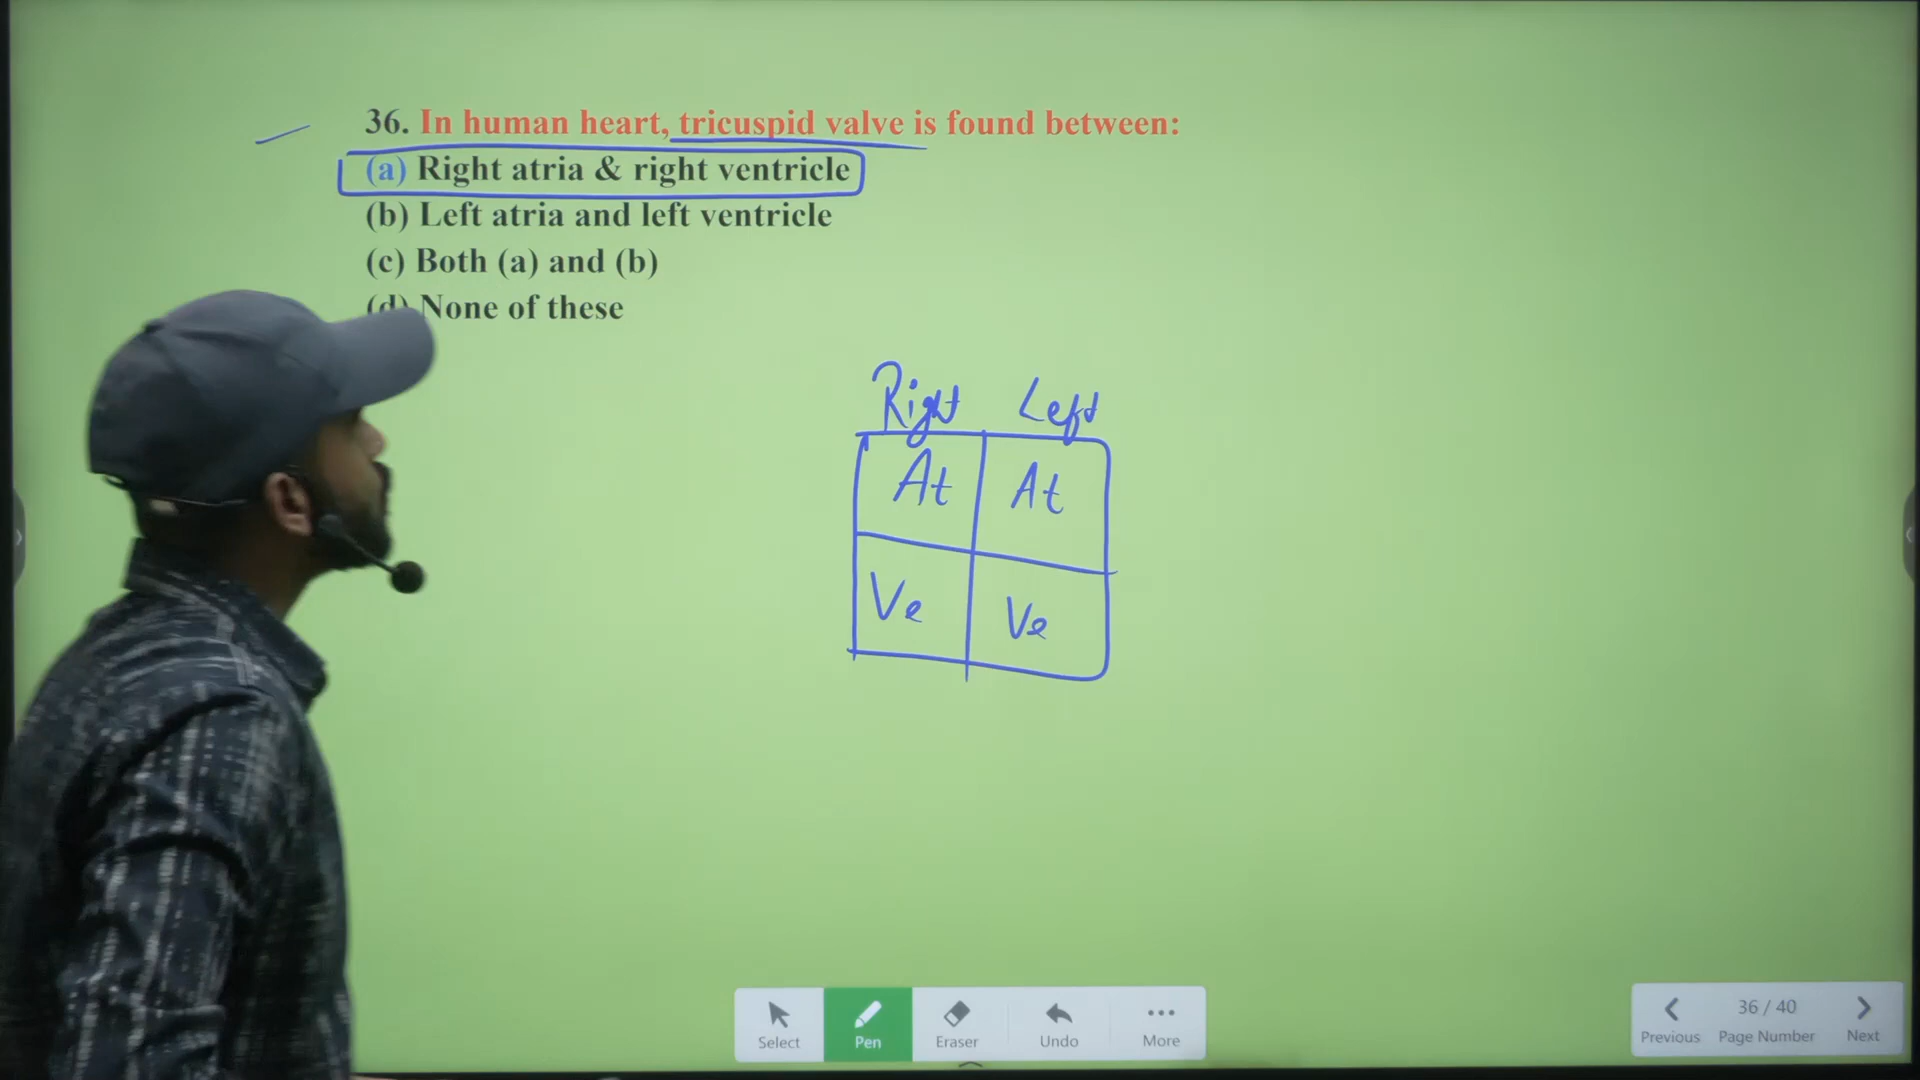 36. In human heart, tricuspid valve is found between:
(a) Right atria & right ventricle
(b) Left atria and left ventricle
(c) Both (a) and (b)
(d) None of these
Right Left
At At
Ve Ve
Select Pen Eraser Undo More
36 / 40
Previous Page Number Next